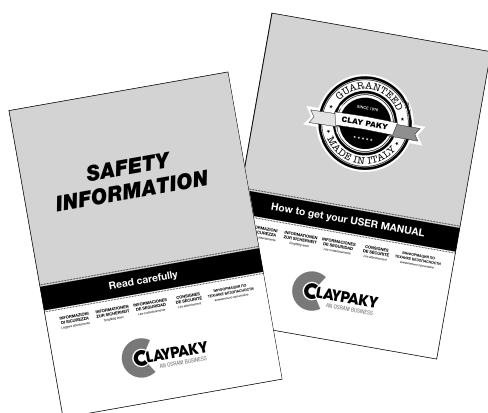 SAFETY
INFORMATION
Read carefully
INFORMAZIONI
DI SICUREZZA
INFORMATIONEN
ZUR SICHERHEIT
INFORMACIONES
DE SEGURIDAD
CONSIGNES
DE SÉCURITÉ
ИНФОРМАЦИЯ ПО
ТЕХНИКЕ БЕЗОПАСНОСТИ
CLAYPAKY
AN OSRAM BUSINESS
GUARANTEED
SINCE 1976
CLAY PAKY
MADE IN ITALY
How to get your USER MANUAL
INFORMAZIONI
SICUREZZA
INFORMATIONEN
ZUR SICHERHEIT
INFORMACIONES
DE SEGURIDAD
CONSIGNES
DE SÉCURITÉ
ИНФОРМАЦИЯ ПО
ТЕХНИКЕ БЕЗОПАСНОСТИ
CLAYPAKY
AN OSRAM BUSINESS